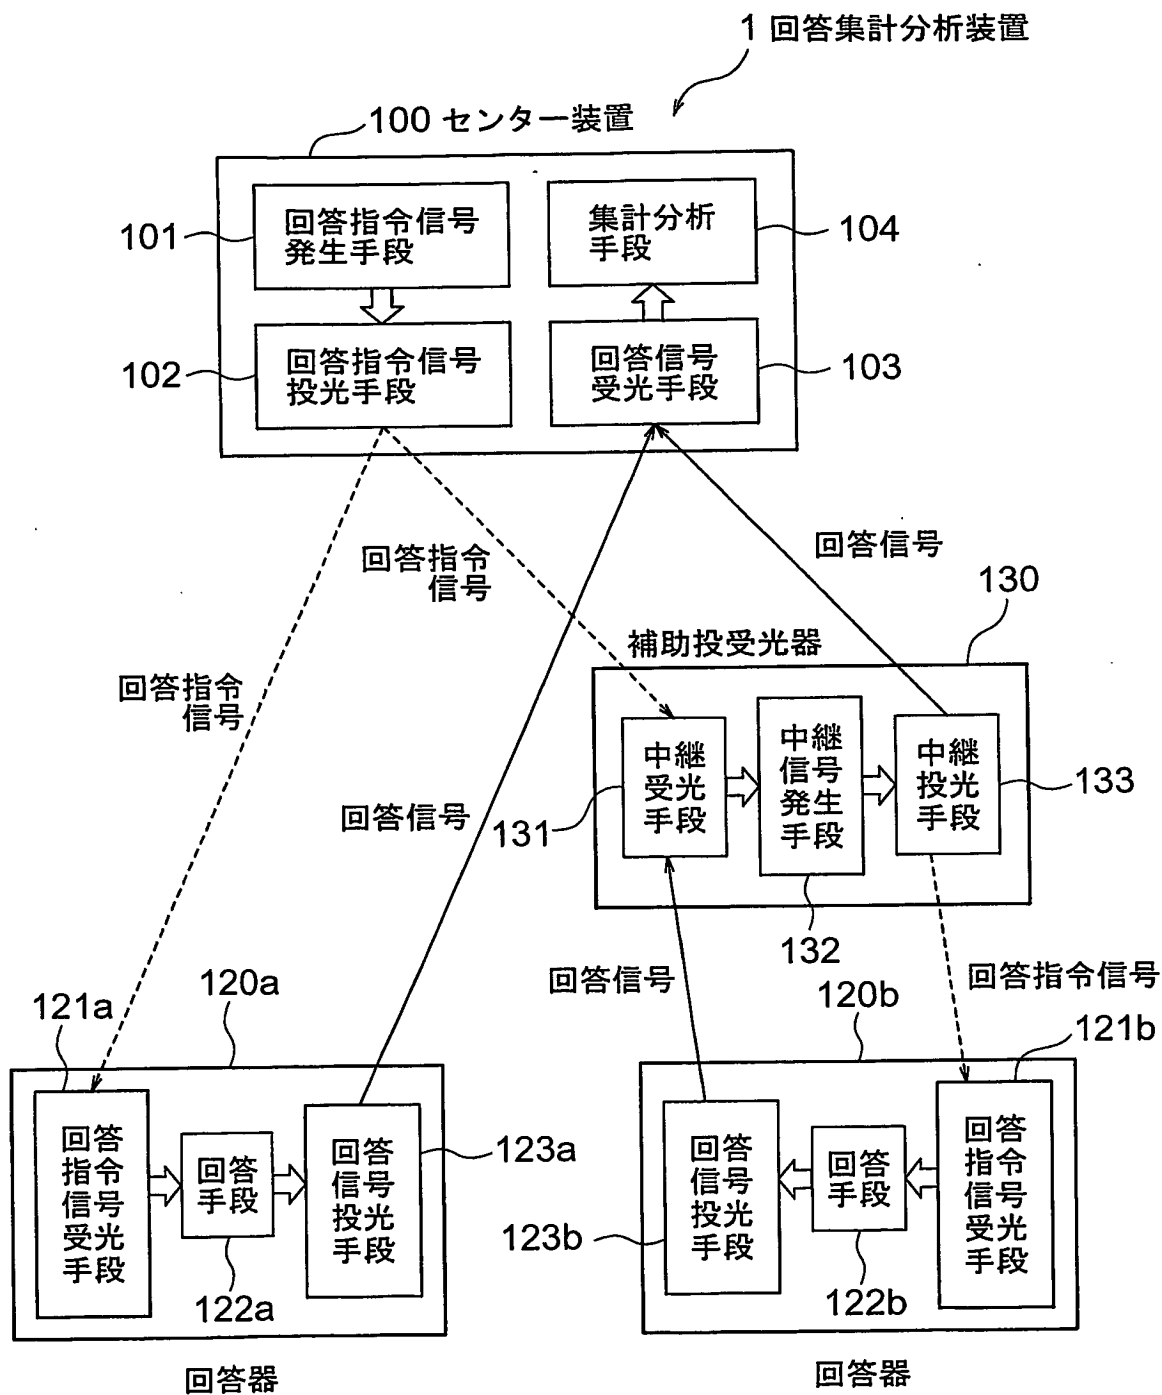 1 回答集計分析装置
100 センター装置
101
回答指令信号
発生手段
集計分析
手段
104
102
回答指令信号
投光手段
回答信号
受光手段
103
回答指令
信号
回答信号
130
補助投受光器
回答指令
信号
中継
受光
手段
中継
信号
発生
手段
中継
投光
手段
133
131
回答信号
132
回答信号
回答指令信号
121a
120a
120b
121b
回答
指令
信号
受光
手段
回答
手段
回答
信号
投光
手段
123a
122a
回答
信号
投光
手段
回答
手段
回答
指令
信号
受光
手段
123b
122b
回答器
回答器